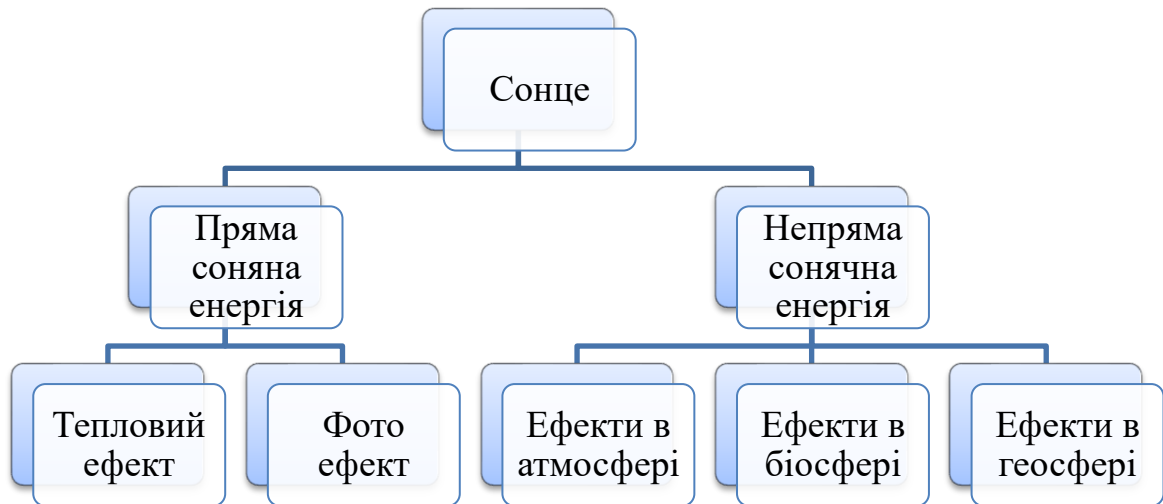 Сонце
Пряма
соняна
енергія
Непряма
сонячна
енергія
Тепловий
ефект
Фото
ефект
Ефекти в
атмосфері
Ефекти в
біосфері
Ефекти в
геосфері